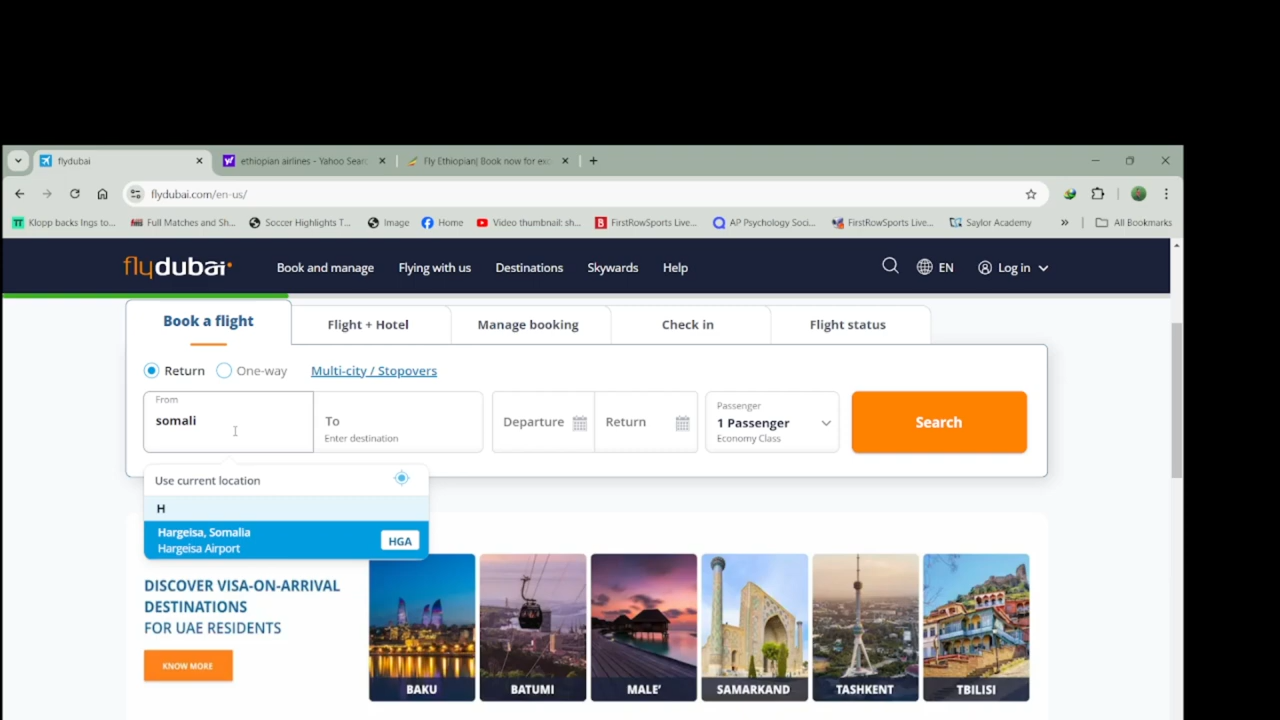 flydubai
ethiopian airlines - Yahoo Sear
Fly Ethiopian| Book now for ex
flydubai.com/en-us/
Klopp backs Ings to...
Full Matches and Sh...
Soccer Highlights T...
Image
Home
Video thumbnail: sh...
FirstRowSports Live...
AP Psychology Soci...
FirstRowSports Live...
Saylor Academy
»
All Bookmarks
flydubai
Book and manage
Flying with us
Destinations
Skywards
Help
EN
Log in
Book a flight
Flight + Hotel
Manage booking
Check in
Flight status
Return
One-way
Multi-city / Stopovers
From
somali
To
Enter destination
Departure
Return
Passenger
1 Passenger
Economy Class
Search
Use current location
H
Hargeisa, Somalia
Hargeisa Airport
HGA
DISCOVER VISA-ON-ARRIVAL
DESTINATIONS
FOR UAE RESIDENTS
KNOW MORE
BAKU
BATUMI
MALE’
SAMARKAND
TASHKENT
TBILISI